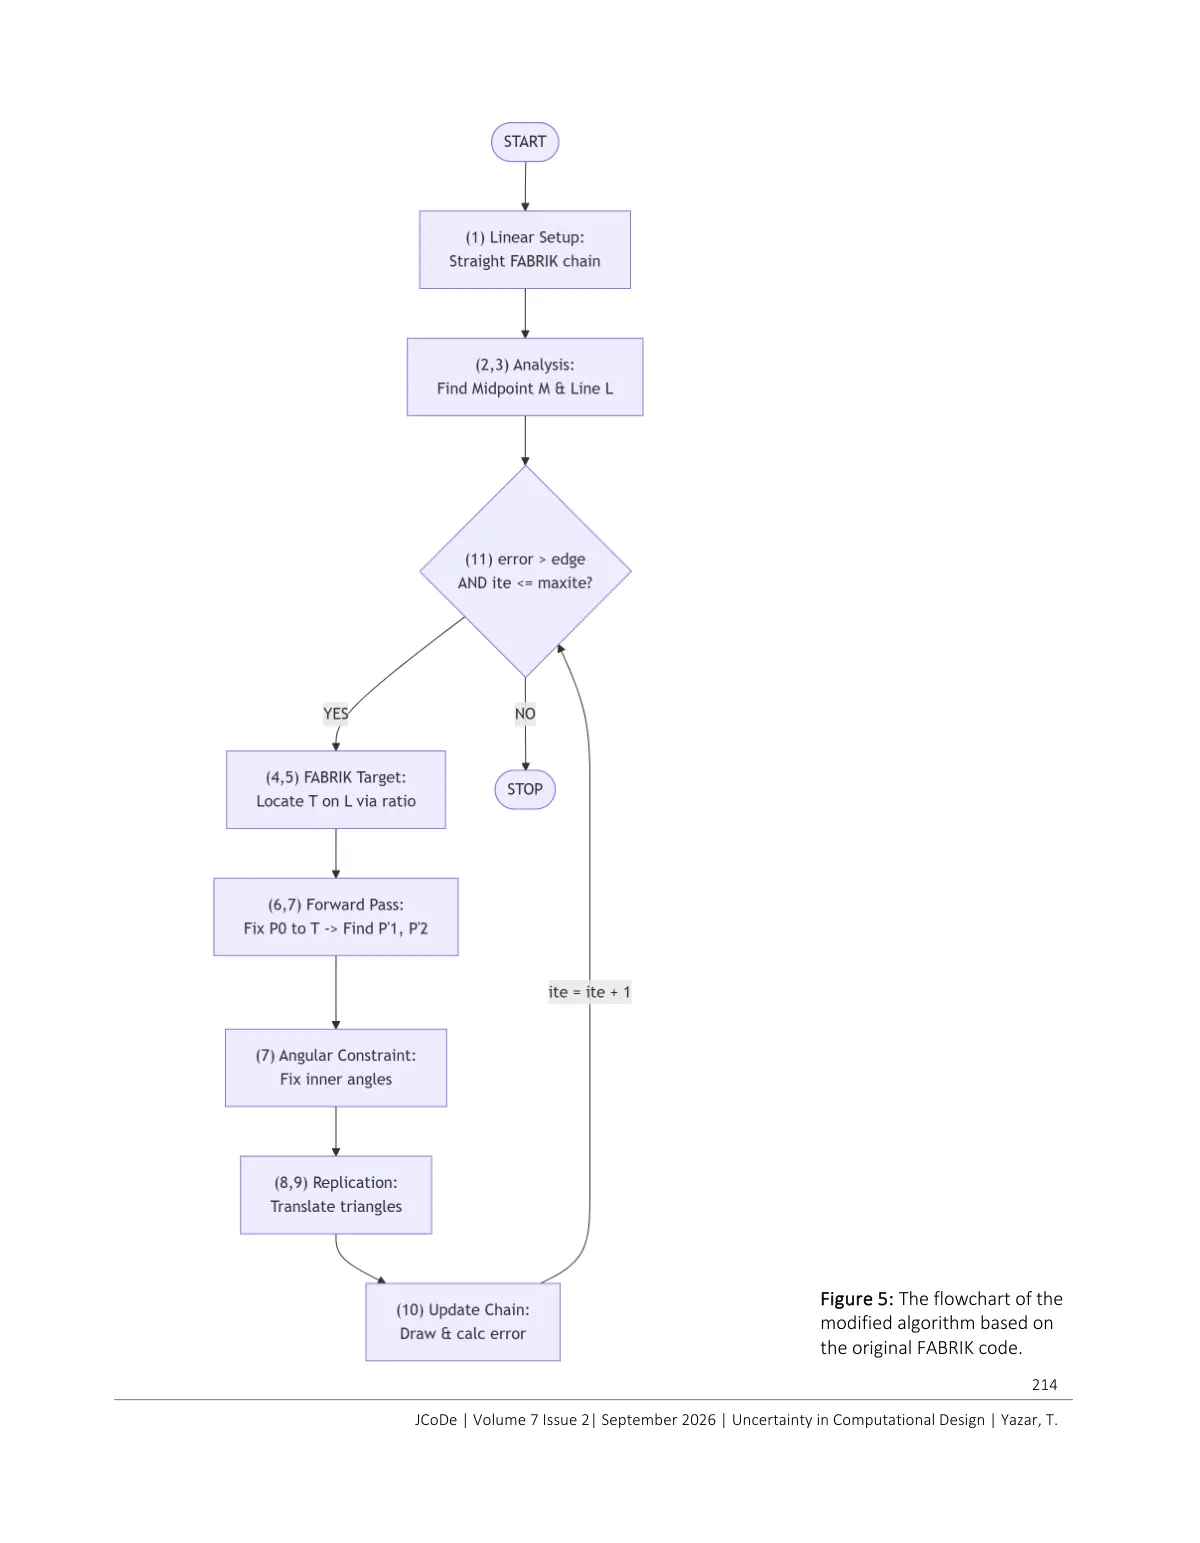 START
(1) Linear Setup:
Straight FABRIK chain
(2,3) Analysis:
Find Midpoint M & Line L
(11) error > edge
AND ite <= maxite?
YES
NO
(4,5) FABRIK Target:
Locate T on L via ratio
STOP
(6,7) Forward Pass:
Fix P0 to T -> Find P'1, P'2
ite = ite + 1
(7) Angular Constraint:
Fix inner angles
(8,9) Replication:
Translate triangles
(10) Update Chain:
Draw & calc error
Figure 5: The flowchart of the
modified algorithm based on
the original FABRIK code.
214
JCoDe | Volume 7 Issue 2| September 2026 | Uncertainty in Computational Design | Yazar, T.